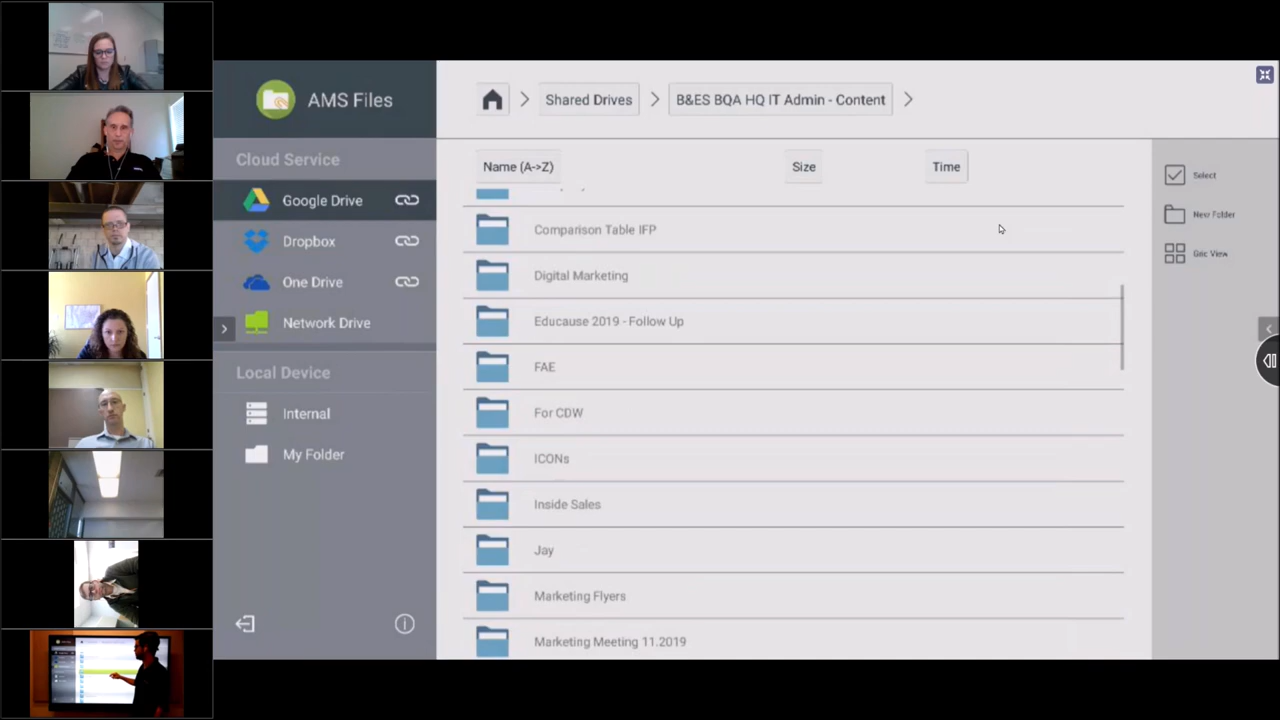 AMS Files
Shared Drives
B&ES BQA HQ IT Admin - Content
Cloud Service
Google Drive
Dropbox
One Drive
Network Drive
Local Device
Internal
My Folder
Name (A->Z)
Size
Time
Comparison Table IFP
Digital Marketing
Educause 2019 - Follow Up
FAE
For CDW
ICONs
Inside Sales
Jay
Marketing Flyers
Marketing Meeting 11.2019
Select
New Folder
View